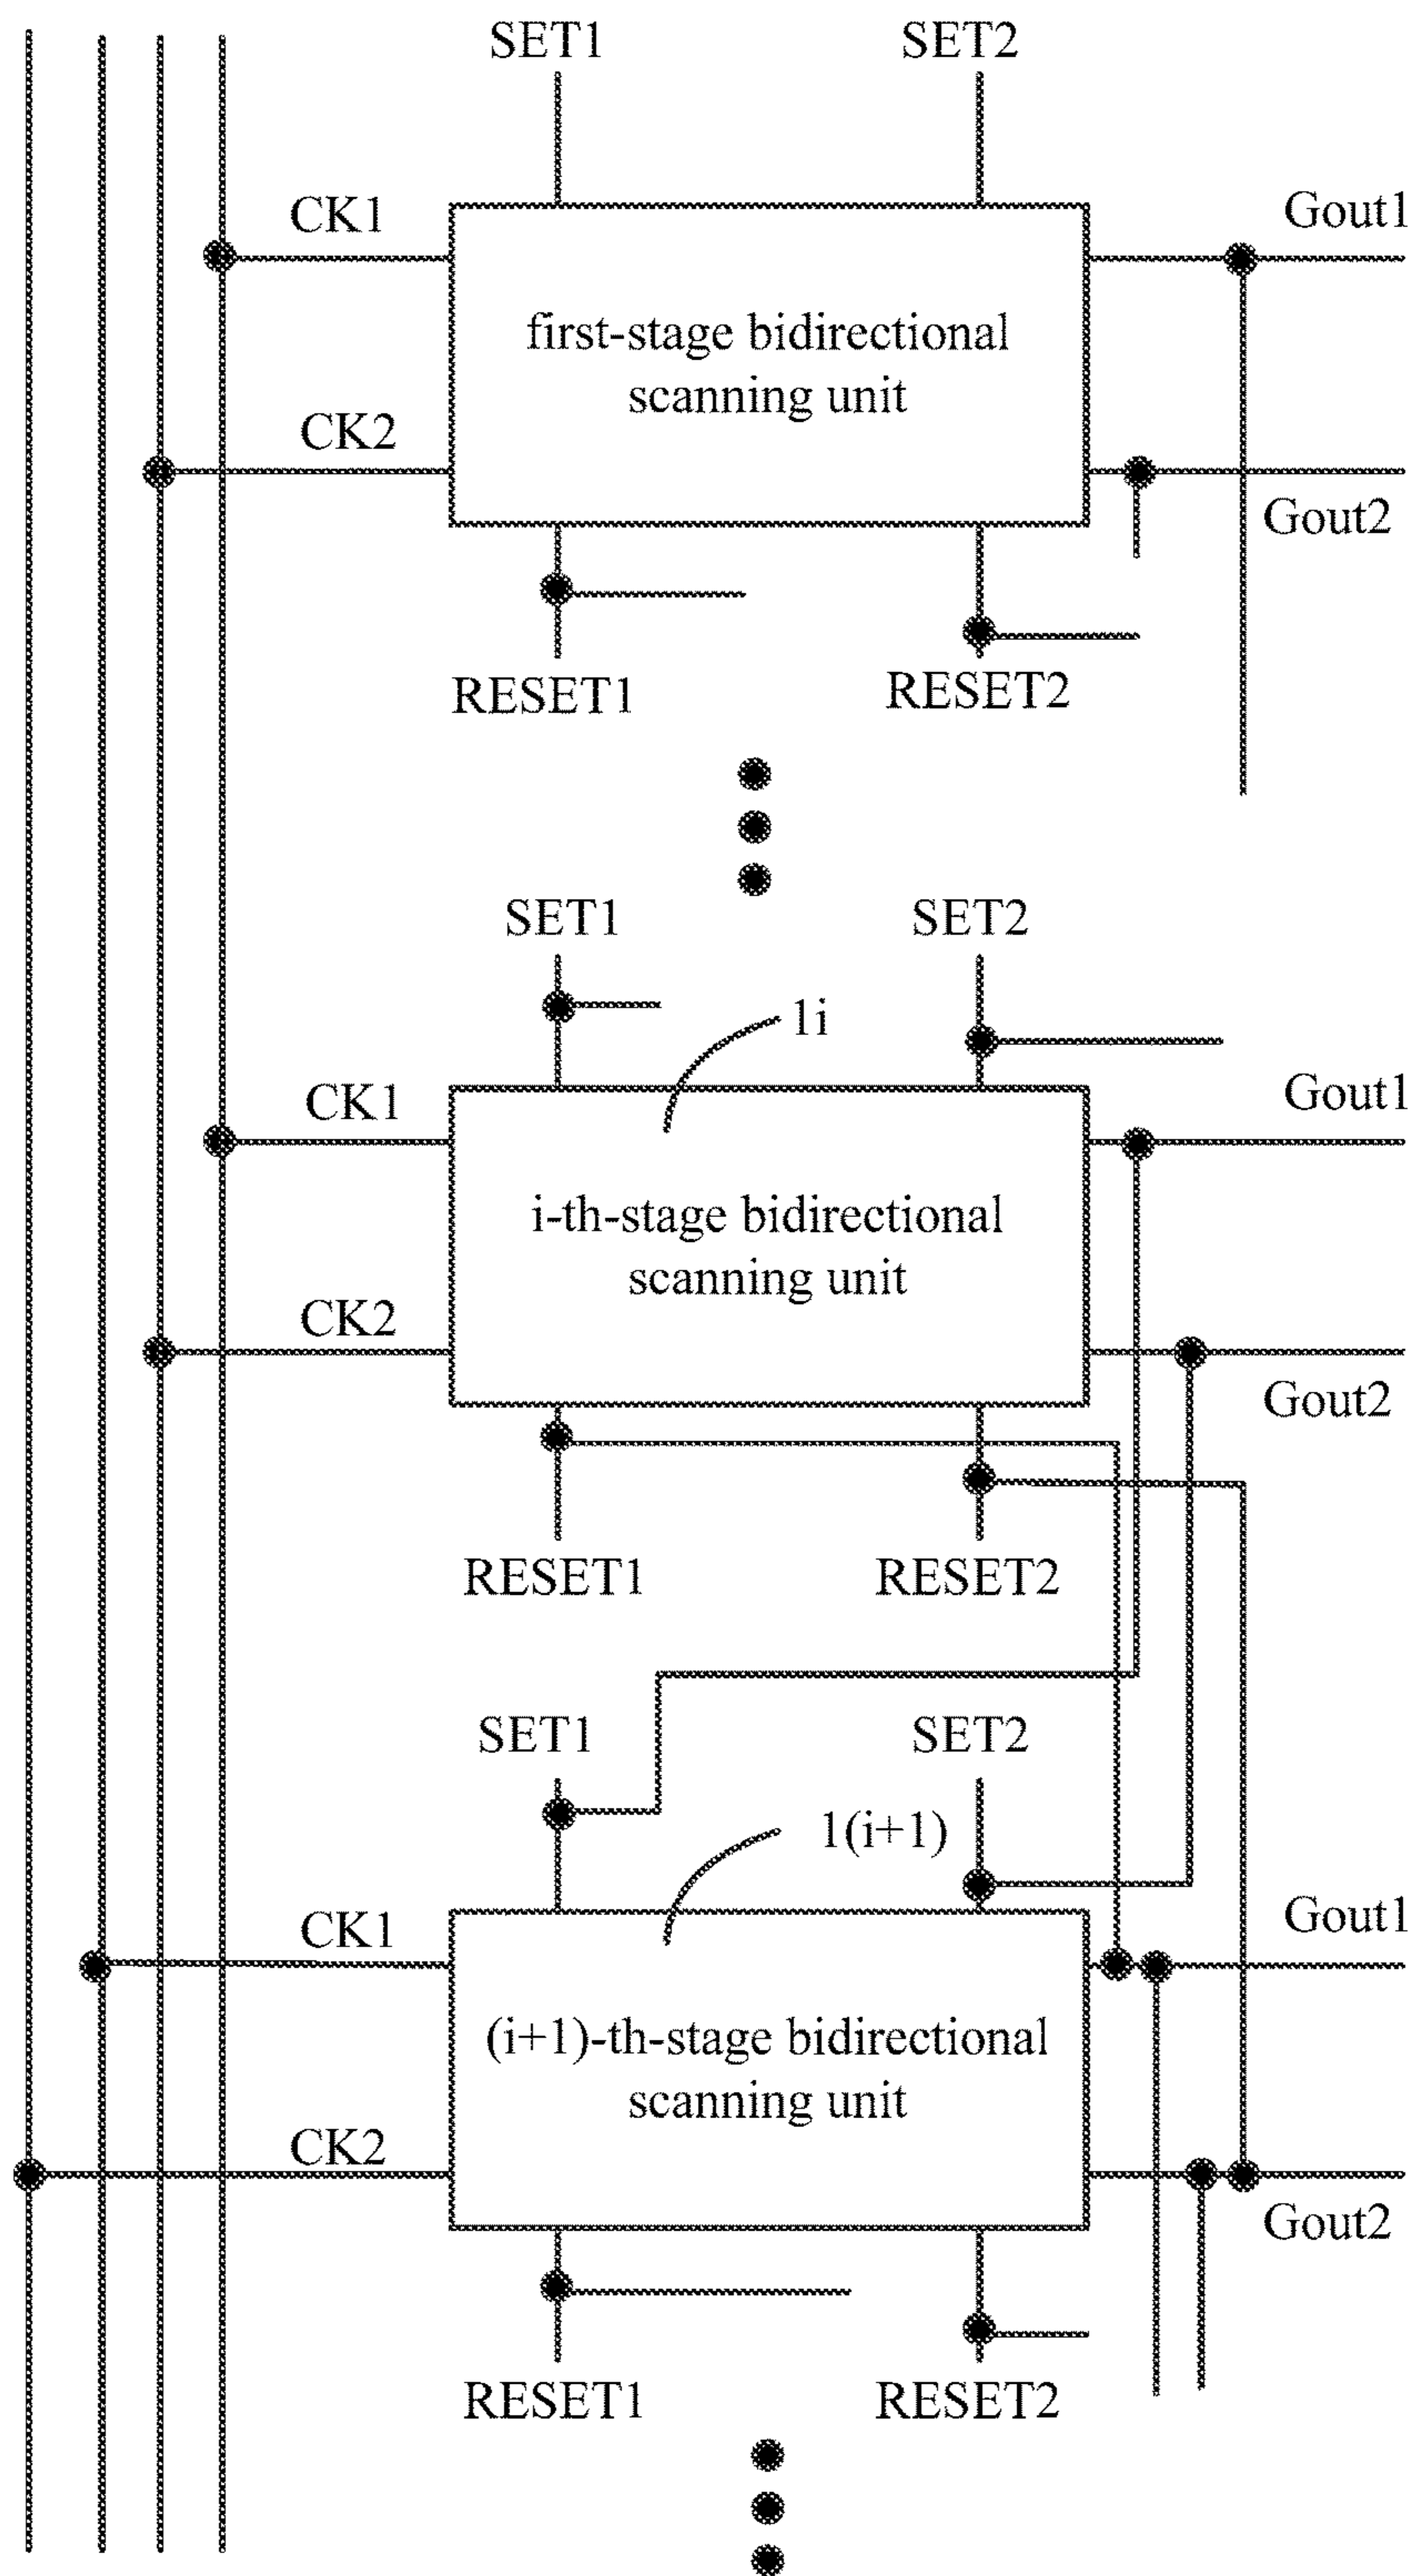 SET1 SET2
CK1 Gout1
first-stage bidirectional
scanning unit
CK2
Gout2
RESET1 RESET2
SET1 SET2
1i
CK1 Gout1
i-th-stage bidirectional
scanning unit
CK2
Gout2
RESET1 RESET2
SET1 SET2
1(i+1)
CK1 Gout1
(i+1)-th-stage bidirectional
scanning unit
CK2
Gout2
RESET1 RESET2